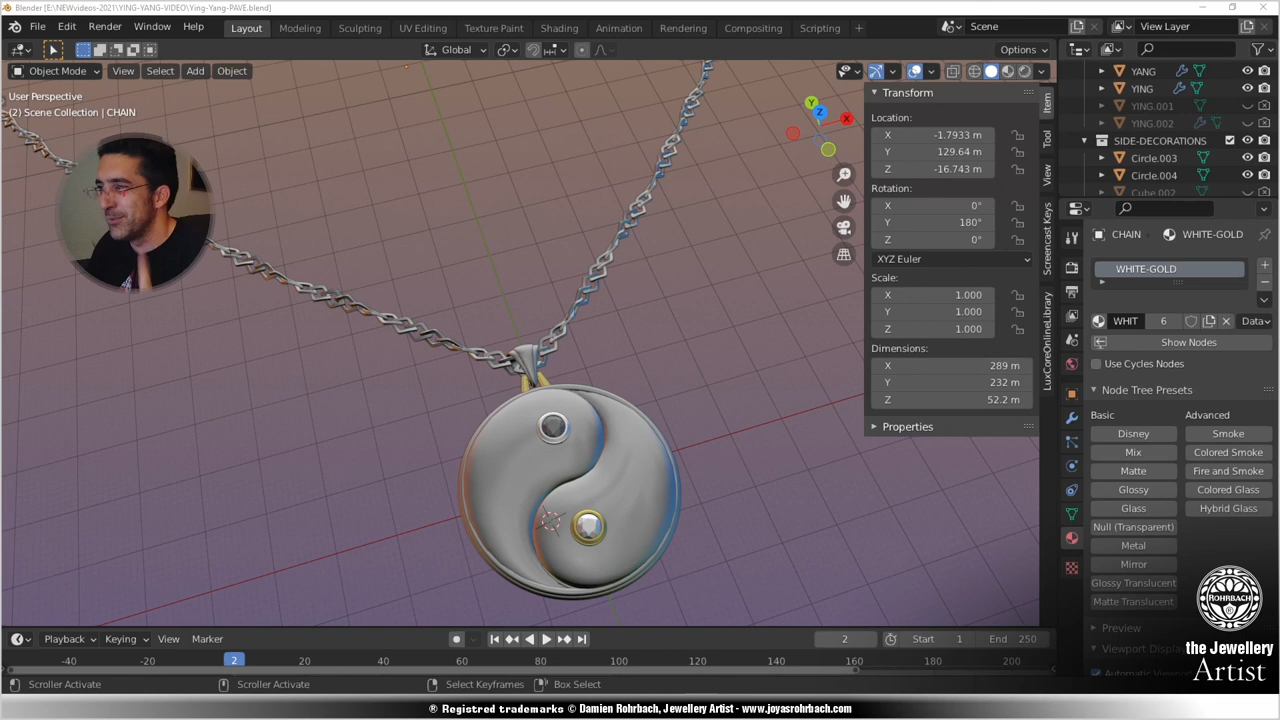 Blender [E:\NEWvideos-2021\YING-YANG-VIDEO\Ying-Yang-PAVE.blend]
File Edit Render Window Help Layout Modeling Sculpting UV Editing Texture Paint Shading Animation Rendering Compositing Scripting + Scene View Layer
Global Options
Object Mode View Select Add Object
User Perspective
(2) Scene Collection | CHAIN
Y
Z
X
Transform
Location:
X -1.7933 m
Y 129.64 m
Z -16.743 m
Rotation:
X 0°
Y 180°
Z 0°
XYZ Euler
Scale:
X 1.000
Y 1.000
Z 1.000
Dimensions:
X 289 m
Y 232 m
Z 52.2 m
Properties
Item
Tool
View
Screencast Keys
LuxCoreOnlineLibrary
YANG
YING
YING.001
YING.002
SIDE-DECORATIONS
Circle.003
Circle.004
Cube.002
CHAIN WHITE-GOLD
WHITE-GOLD
WHIT 6 Data
Show Nodes
Use Cycles Nodes
Node Tree Presets
Basic Advanced
Disney Smoke
Mix Colored Smoke
Matte Fire and Smoke
Glossy Colored Glass
Glass Hybrid Glass
Null (Transparent)
Metal
Mirror
Glossy Translucent
Matte Translucent
Preview
Viewport Display
Automatic Viewpor
ROHRBACH
the Jewellery
Artist
Playback Keying View Marker 2 Start 1 End 250
-40 -20 2 20 40 60 80 100 120 140 160 180 200
Scroller Activate Scroller Activate Select Keyframes Box Select
® Registred trademarks © Damien Rohrbach, Jewellery Artist - www.joyasrohrbach.com